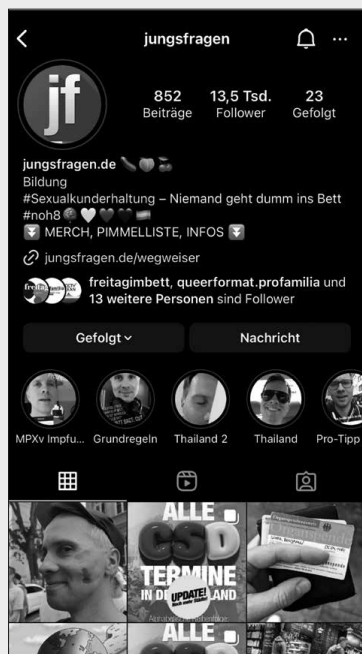 jungsfragen
jf
852 13,5 Tsd. 23
Beiträge Follower Gefolgt
jungsfragen.de
Bildung
#Sexualkunderhaltung – Niemand geht dumm ins Bett
#noh8
MERCH, PIMMELLISTE, INFOS
jungsfragen.de/wegweiser
freitagimbett, queerformat.profamilia und
13 weitere Personen sind Follower
Gefolgt Nachricht
MPXv Impfu... Grundregeln Thailand 2 Thailand Pro-Tipp
ALLE
CSD
TERMINE
UPDATE!
ALLE